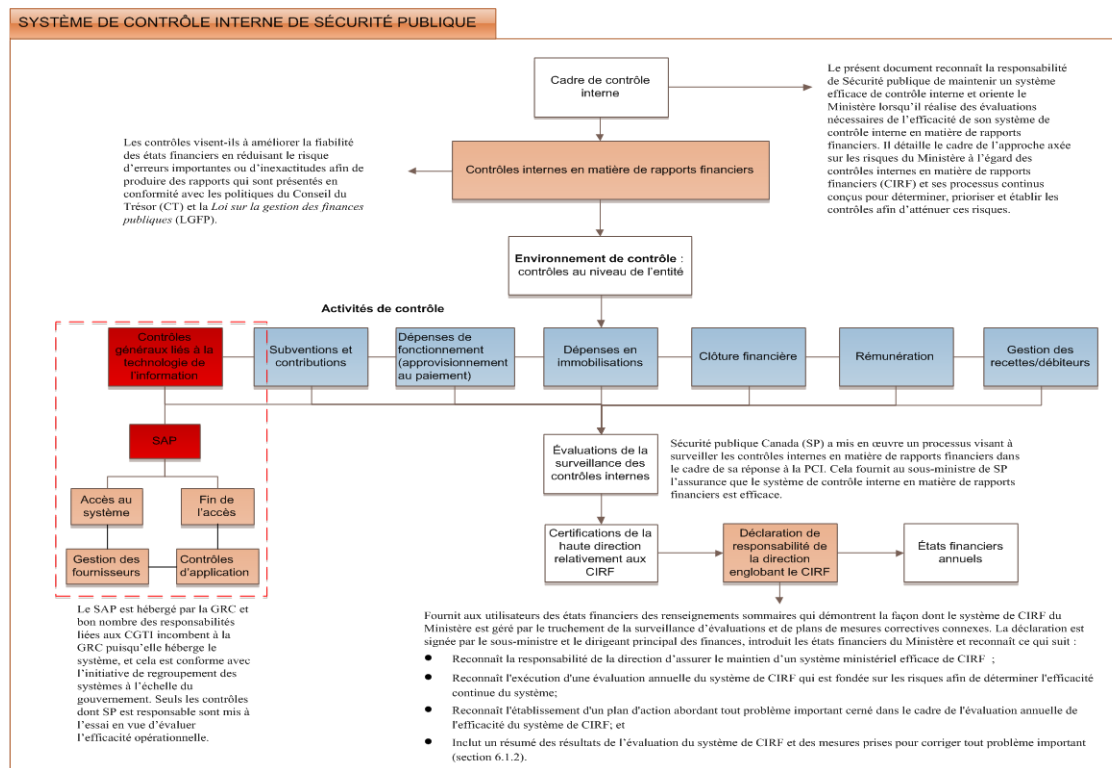 SYSTÈME DE CONTRÔLE INTERNE DE SÉCURITÉ PUBLIQUE
Cadre de contrôle
interne
Le présent document reconnaît la responsabilité
de Sécurité publique de maintenir un système
efficace de contrôle interne et oriente le
Ministère lorsqu'il réalise des évaluations
nécessaires de l'efficacité de son système de
contrôle interne en matière de rapports
financiers. Il détaille le cadre de l'approche axée
sur les risques du Ministère à l'égard des
contrôles internes en matière de rapports
financiers (CIRF) et ses processus continus
conçus pour déterminer, prioriser et établir les
contrôles afin d'atténuer ces risques.
Les contrôles visent-ils à améliorer la fiabilité
des états financiers en réduisant le risque
d'erreurs importantes ou d'inexactitudes afin de
produire des rapports qui sont présentés en
conformité avec les politiques du Conseil du
Trésor (CT) et la Loi sur la gestion des finances
publiques (LGFP).
Contrôles internes en matière de rapports financiers
Environnement de contrôle :
contrôles au niveau de l'entité
Activités de contrôle
Contrôles
généraux liés à la
technologie de
l'information
Subventions et
contributions
Dépenses de
fonctionnement
(approvisionnement
au paiement)
Dépenses en
immobilisations
Clôture financière
Rémunération
Gestion des
recettes/débiteurs
SAP
Accès au
système
Fin de
l'accès
Gestion des
fournisseurs
Contrôles
d'application
Évaluations de la
surveillance des
contrôles internes
Sécurité publique Canada (SP) a mis en œuvre un processus visant à
surveiller les contrôles internes en matière de rapports financiers dans
le cadre de sa réponse à la PCI. Cela fournit au sous-ministre de SP
l'assurance que le système de contrôle interne en matière de rapports
financiers est efficace.
Certifications de la
haute direction
relativement aux
CIRF
Déclaration de
responsabilité de
la direction
englobant le CIRF
États financiers
annuels
Le SAP est hébergé par la GRC et
bon nombre des responsabilités
liées aux CGTI incombent à la
GRC puisqu'elle héberge le
système, et cela est conforme avec
l'initiative de regroupement des
systèmes à l'échelle du
gouvernement. Seuls les contrôles
dont SP est responsable sont mis à
l'essai en vue d'évaluer
l'efficacité opérationnelle.
Fournit aux utilisateurs des états financiers des renseignements sommaires qui démontrent la façon dont le système de CIRF du
Ministère est géré par le truchement de la surveillance d'évaluations et de plans de mesures correctives connexes. La déclaration est
signée par le sous-ministre et le dirigeant principal des finances, introduit les états financiers du Ministère et reconnaît ce qui suit :
● Reconnaît la responsabilité de la direction d'assurer le maintien d'un système ministériel efficace de CIRF ;
● Reconnaît l'exécution d'une évaluation annuelle du système de CIRF qui est fondée sur les risques afin de déterminer l'efficacité
continue du système;
● Reconnaît l'établissement d'un plan d'action abordant tout problème important cerné dans le cadre de l'évaluation annuelle de
l'efficacité du système de CIRF; et
● Inclut un résumé des résultats de l'évaluation du système de CIRF et des mesures prises pour corriger tout problème important
(section 6.1.2).